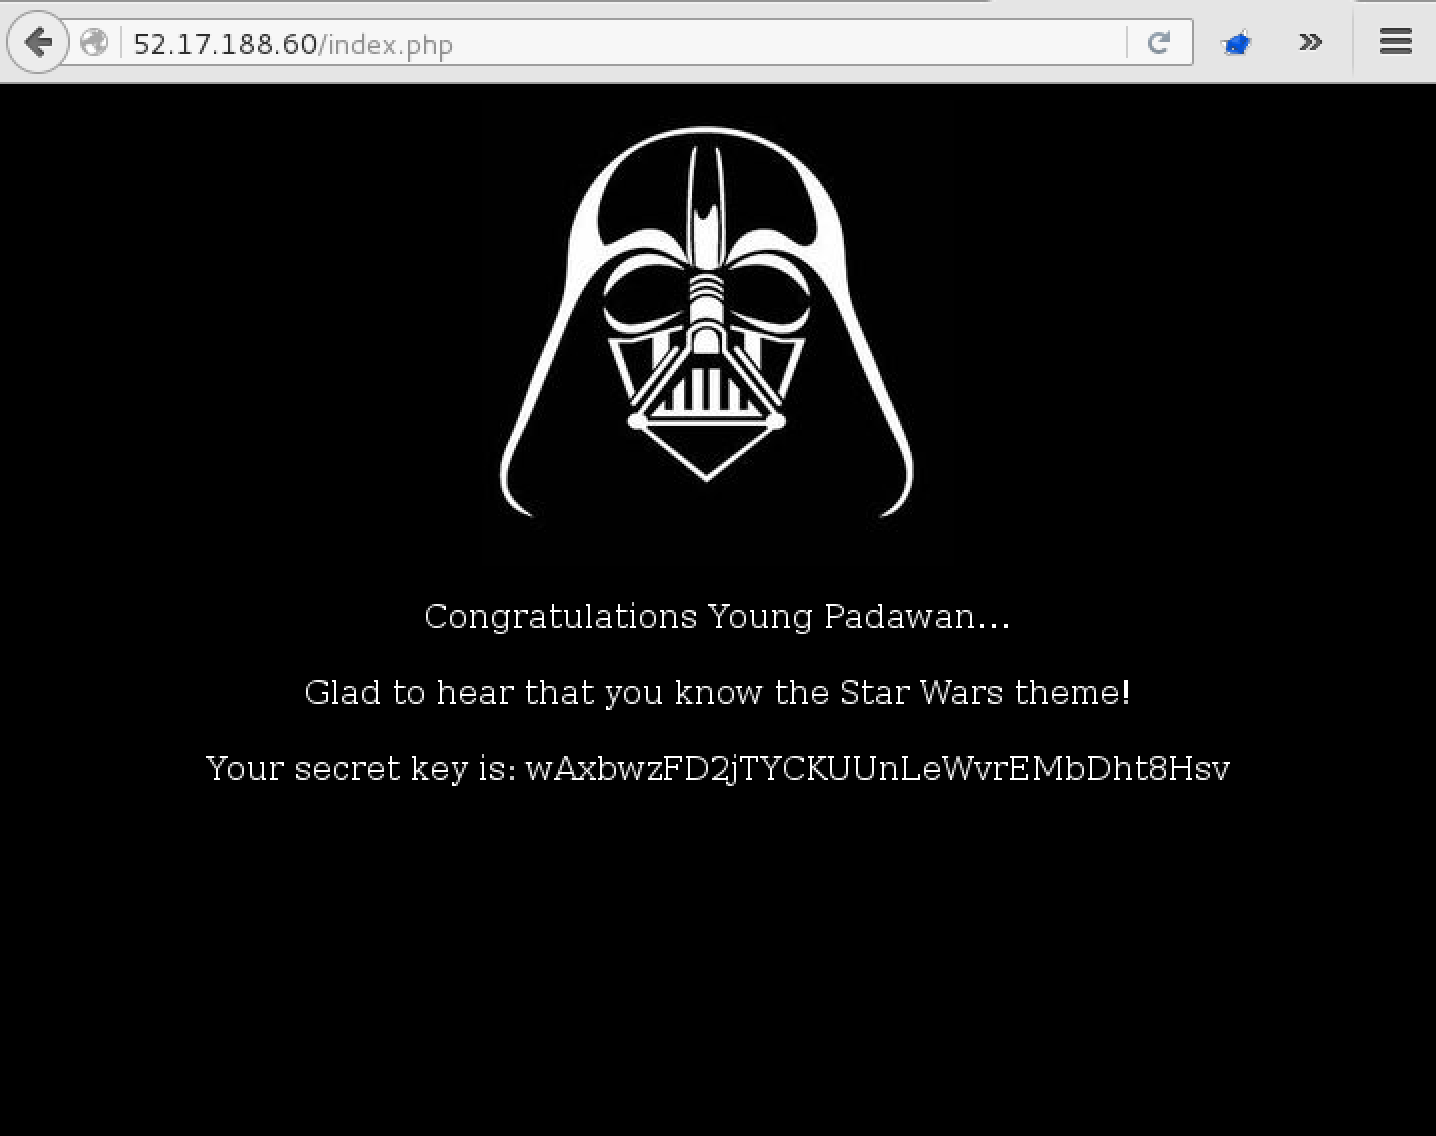 52.17.188.60/index.php
Congratulations Young Padawan...
Glad to hear that you know the Star Wars theme!
Your secret key is: wAxbwzFD2jTYCKUUnLeWvrEMbDht8Hsv